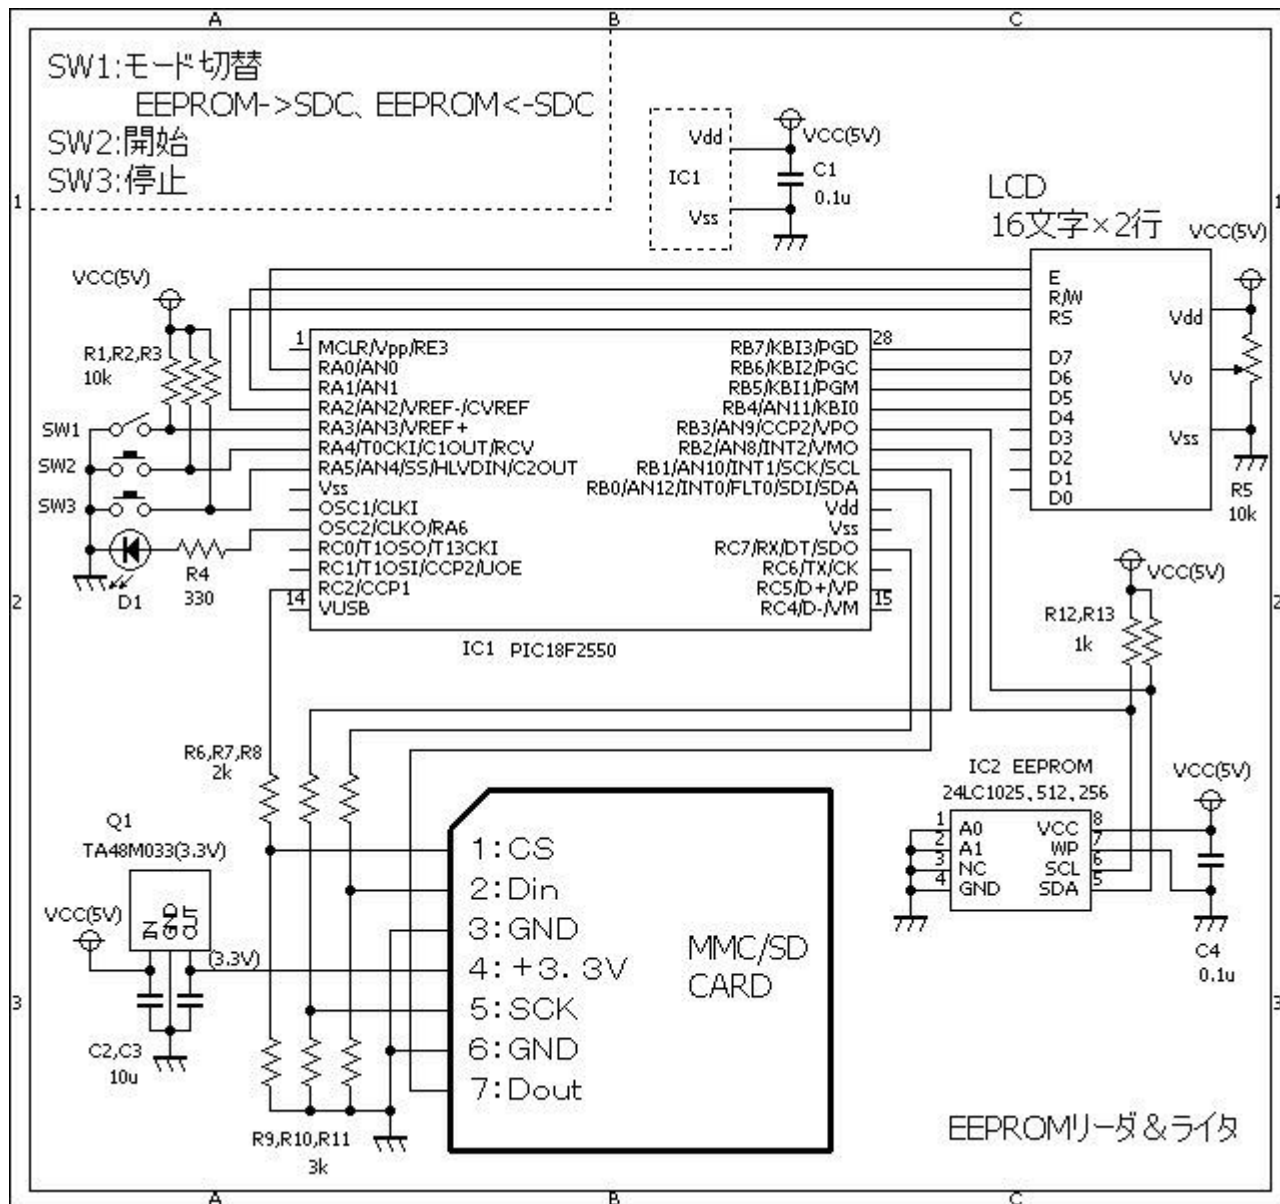 A B C
SW1:モード切替
EEPROM->SDC、EEPROM<-SDC
SW2:開始
SW3:停止
1
1
Vdd
IC1
Vss
VCC(5V)
C1
0.1u
LCD
16文字×2行
VCC(5V)
E
R/W
RS
D7
D6
D5
D4
D3
D2
D1
D0
Vdd
Vo
Vss
R5
10k
VCC(5V)
R1,R2,R3
10k
SW1
SW2
SW3
D1
R4
330
1
14
MCLR/Vpp/RE3
RA0/AN0
RA1/AN1
RA2/AN2/VREF-/CVREF
RA3/AN3/VREF+
RA4/T0CKI/C1OUT/RCV
RA5/AN4/SS/HLVDIN/C2OUT
Vss
OSC1/CLKI
OSC2/CLKO/RA6
RC0/T1OSO/T13CKI
RC1/T1OSI/CCP2/UOE
RC2/CCP1
VUSB
28
15
RB7/KBI3/PGD
RB6/KBI2/PGC
RB5/KBI1/PGM
RB4/AN11/KBI0
RB3/AN9/CCP2/VPO
RB2/AN8/INT2/VMO
RB1/AN10/INT1/SCK/SCL
RB0/AN12/INT0/FLT0/SDI/SDA
Vdd
Vss
RC7/RX/DT/SDO
RC6/TX/CK
RC5/D+/VP
RC4/D-/VM
IC1 PIC18F2550
2
2
VCC(5V)
R12,R13
1k
R6,R7,R8
2k
IC2 EEPROM
24LC1025,512,256
VCC(5V)
1 A0
2 A1
3 NC
4 GND
VCC 8
WP 7
SCL 6
SDA 5
C4
0.1u
Q1
TA48M033(3.3V)
VCC(5V)
IN
GND
OUT
(3.3V)
C2,C3
10u
1:CS
2:Din
3:GND
4:+3.3V
5:SCK
6:GND
7:Dout
MMC/SD
CARD
3
3
R9,R10,R11
3k
EEPROMリーダ&ライタ
A B C